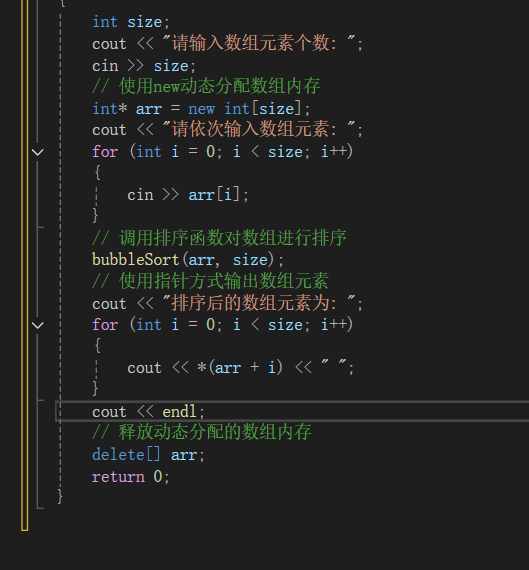 {
int size;
cout << "请输入数组元素个数: ";
cin >> size;
// 使用new动态分配数组内存
int* arr = new int[size];
cout << "请依次输入数组元素: ";
for (int i = 0; i < size; i++)
{
cin >> arr[i];
}
// 调用排序函数对数组进行排序
bubbleSort(arr, size);
// 使用指针方式输出数组元素
cout << "排序后的数组元素为: ";
for (int i = 0; i < size; i++)
{
cout << *(arr + i) << " ";
}
cout << endl;
// 释放动态分配的数组内存
delete[] arr;
return 0;
}